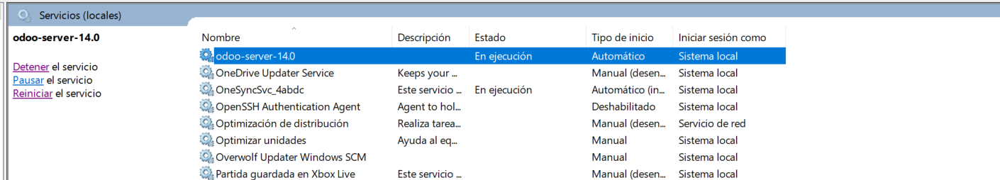 Servicios (locales)
odoo-server-14.0
Detener el servicio
Pausar el servicio
Reiniciar el servicio
Nombre Descripción Estado Tipo de inicio Iniciar sesión como
odoo-server-14.0 En ejecución Automático Sistema local
OneDrive Updater Service Keeps your ... Manual (desen... Sistema local
OneSyncSvc_4abdc Este servicio ... En ejecución Automático (in... Sistema local
OpenSSH Authentication Agent Agent to hol... Deshabilitado Sistema local
Optimización de distribución Realiza tarea... Manual (desen... Servicio de red
Optimizar unidades Ayuda al eq... Manual Sistema local
Overwolf Updater Windows SCM Manual Sistema local
Partida guardada en Xbox Live Este servicio ... Manual (desen... Sistema local